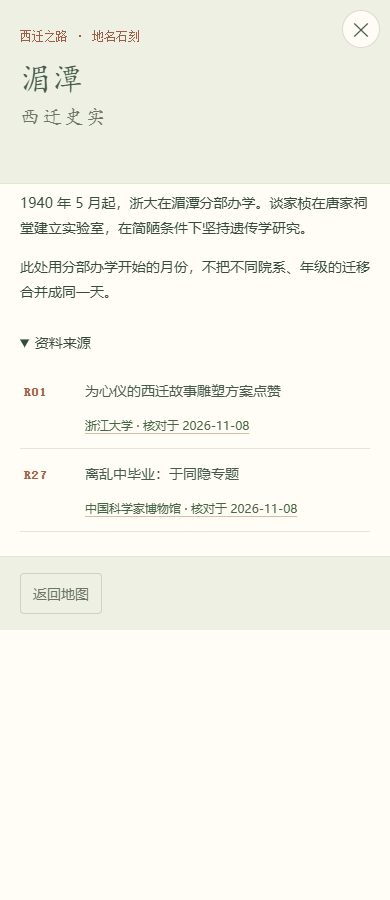 西迁之路 · 地名石刻
湄潭
西迁史实
1940 年 5 月起，浙大在湄潭分部办学。谈家桢在唐家祠
堂建立实验室，在简陋条件下坚持遗传学研究。
此处用分部办学开始的月份，不把不同院系、年级的迁移
合并成同一天。
▼ 资料来源
R01 为心仪的西迁故事雕塑方案点赞
浙江大学 · 核对于 2026-11-08
R27 离乱中毕业：于同隐专题
中国科学家博物馆 · 核对于 2026-11-08
返回地图